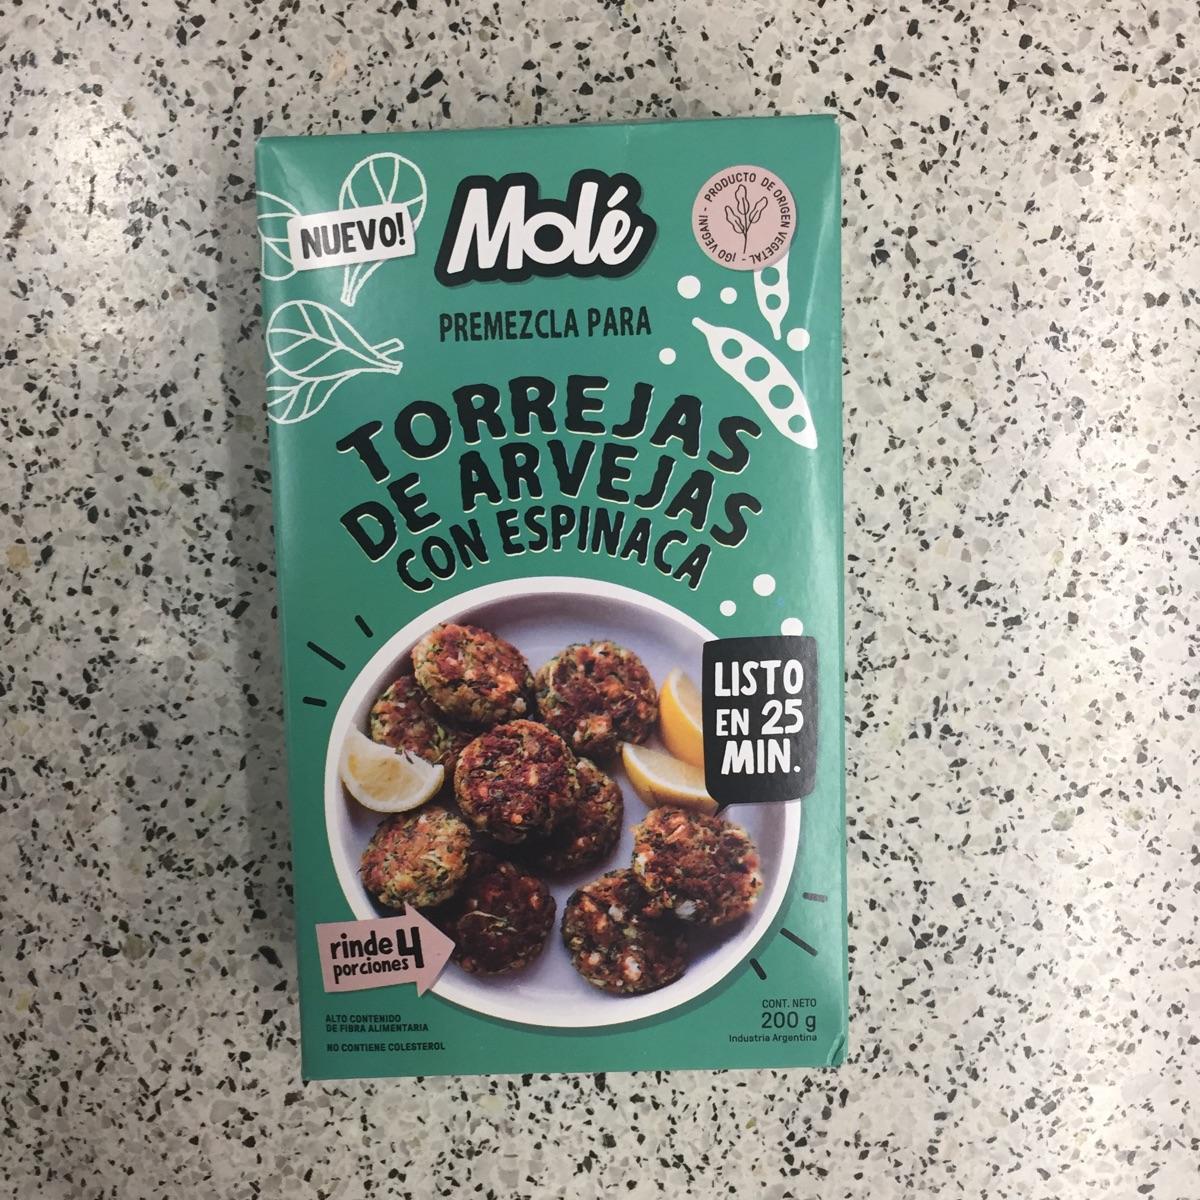 NUEVO!
Molé
PRODUCTO DE ORIGEN VEGETAL - ¡GO VEGAN! -
PREMEZCLA PARA
TORREJAS
DE ARVEJAS
CON ESPINACA
LISTO
EN 25
MIN.
rinde 4
porciones
ALTO CONTENIDO
DE FIBRA ALIMENTARIA
NO CONTIENE COLESTEROL
CONT. NETO
200 g
Industria Argentina